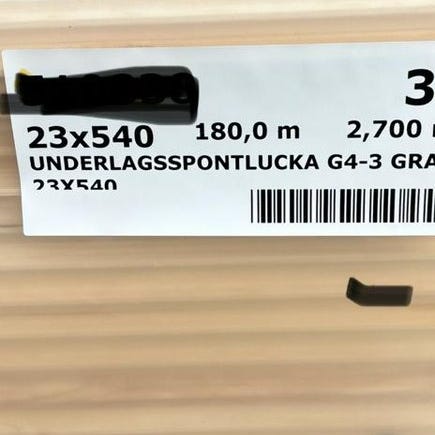 3
23x540 180,0 m 2,700
UNDERLAGSSPONTLUCKA G4-3 GRA
23X540